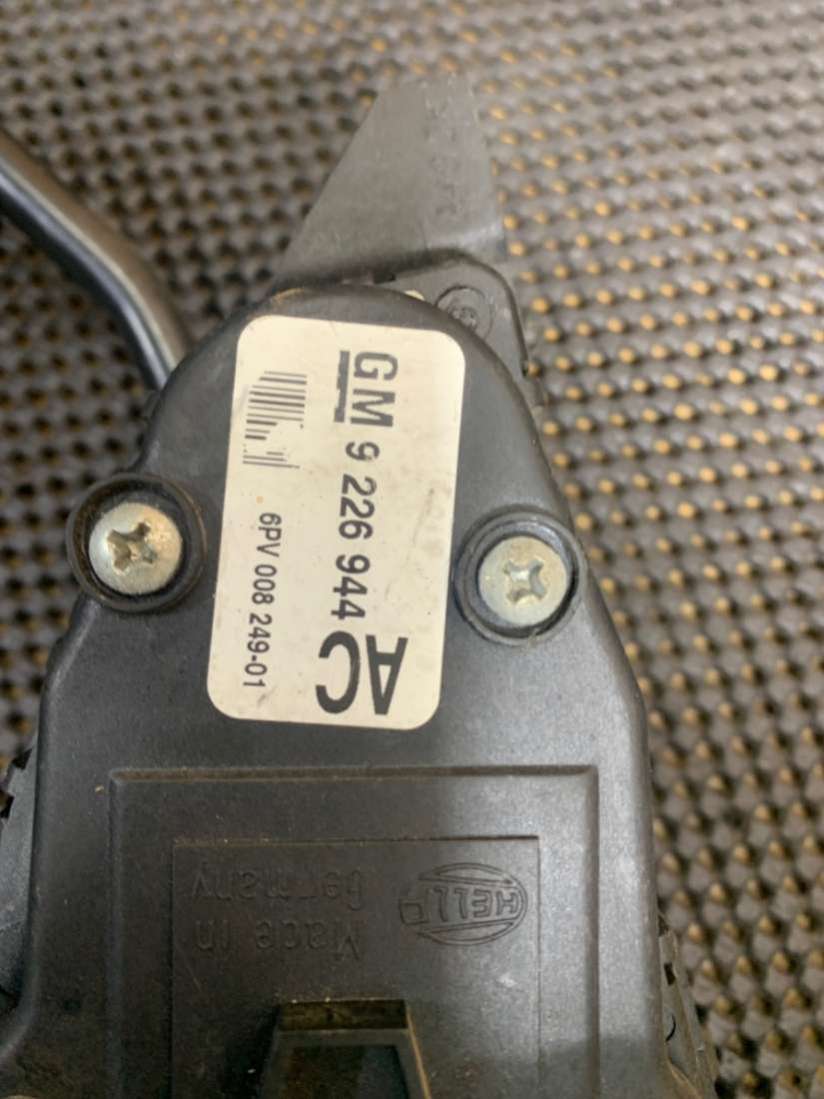 GM 9 226 944 AC
6PV 008 249-01
HELLA
Made in
Germany